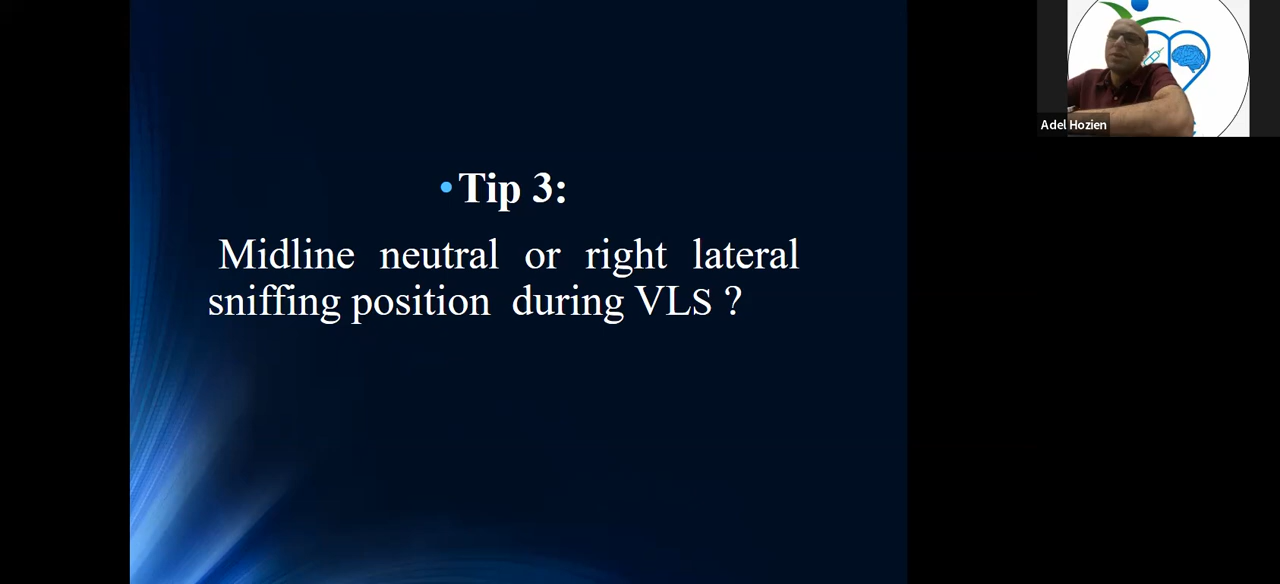 • Tip 3:
Midline neutral or right lateral
sniffing position during VLS ?
Adel Hozien